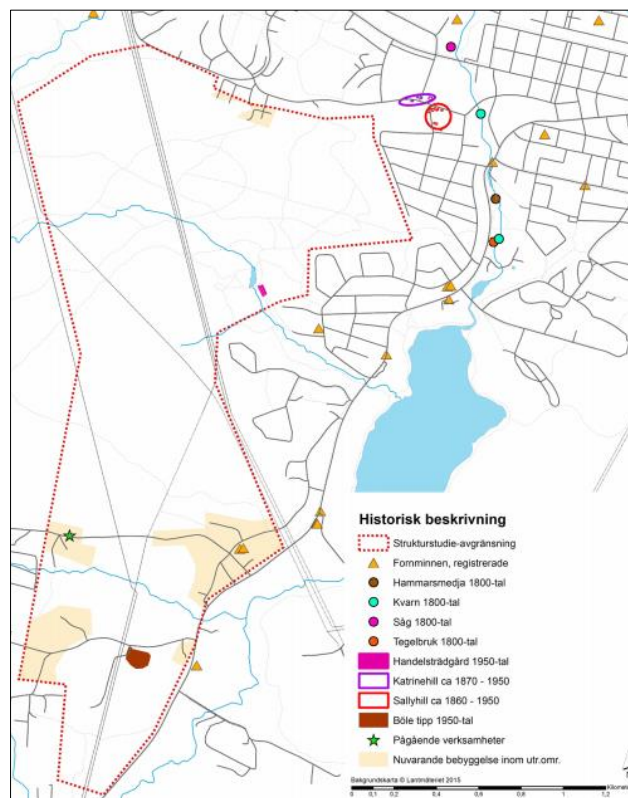 Historisk beskrivning
Strukturstudie-avgränsning
Fornminnen, registrerade
Hammarsmedja 1800-tal
Kvarn 1800-tal
Såg 1800-tal
Tegelbruk 1800-tal
Handelsträdgård 1950-tal
Katrinehill ca 1870 - 1950
Sallyhill ca 1860 - 1950
Böle tipp 1950-tal
Pågående verksamheter
Nuvarande bebyggelse inom utr.omr.
Bakgrundskarta © Lantmäteriet 2015
Kilometer
0 0,2 0,4 0,6 0,8 1 1,2